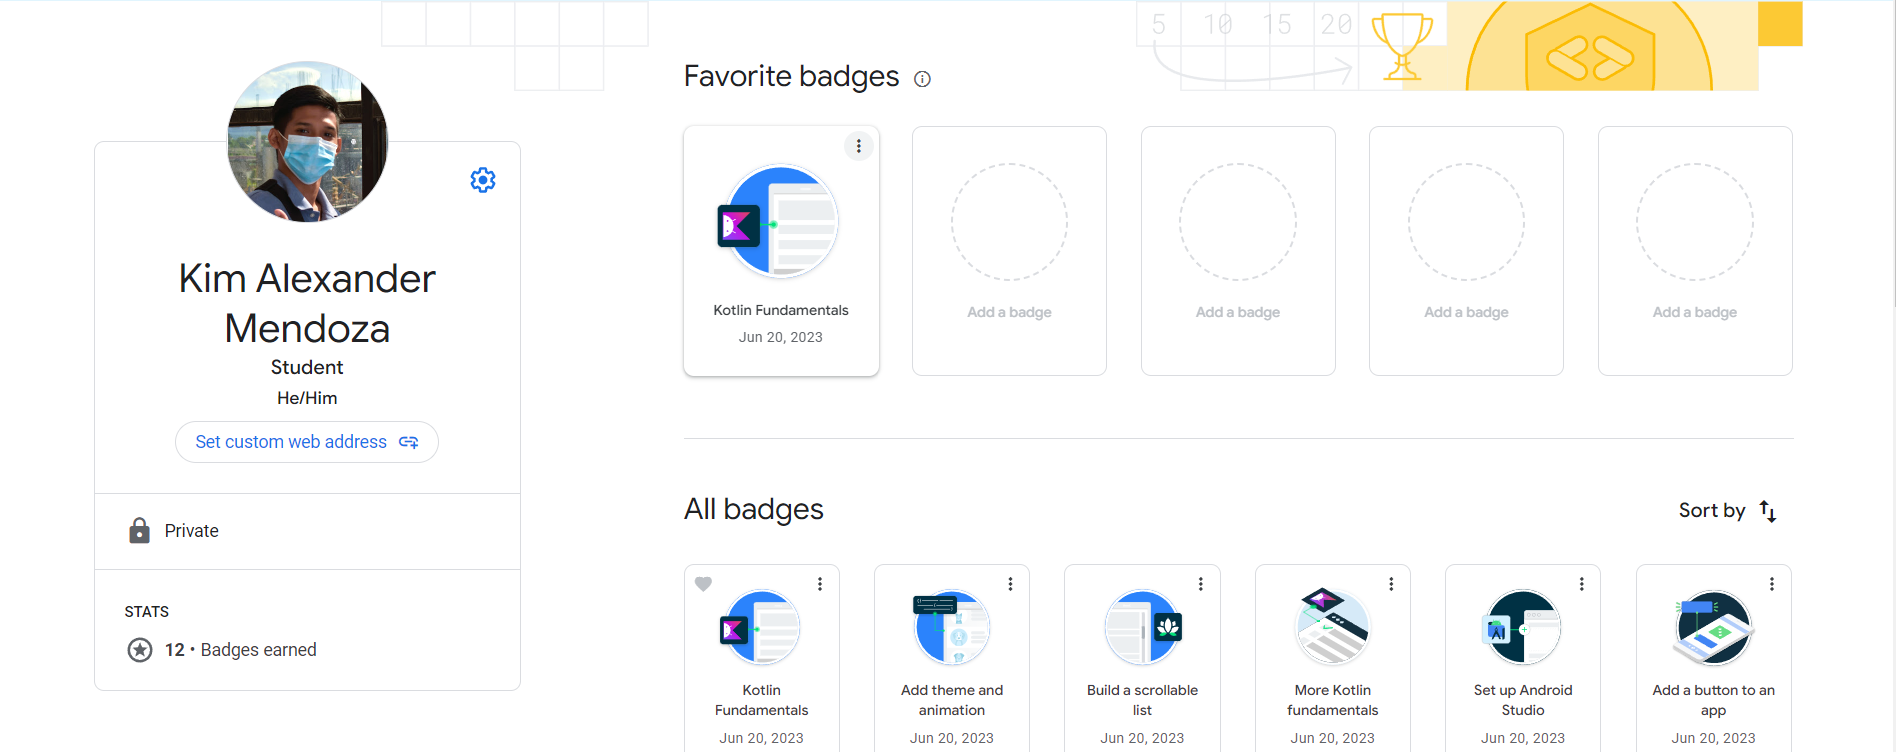 5 10 15 20
Favorite badges
Kim Alexander
Mendoza
Student
He/Him
Set custom web address
Private
STATS
12 • Badges earned
Kotlin Fundamentals
Jun 20, 2023
Add a badge
Add a badge
Add a badge
Add a badge
All badges
Sort by
Kotlin
Fundamentals
Jun 20, 2023
Add theme and
animation
Jun 20, 2023
Build a scrollable
list
Jun 20, 2023
More Kotlin
fundamentals
Jun 20, 2023
Set up Android
Studio
Jun 20, 2023
Add a button to an
app
Jun 20, 2023